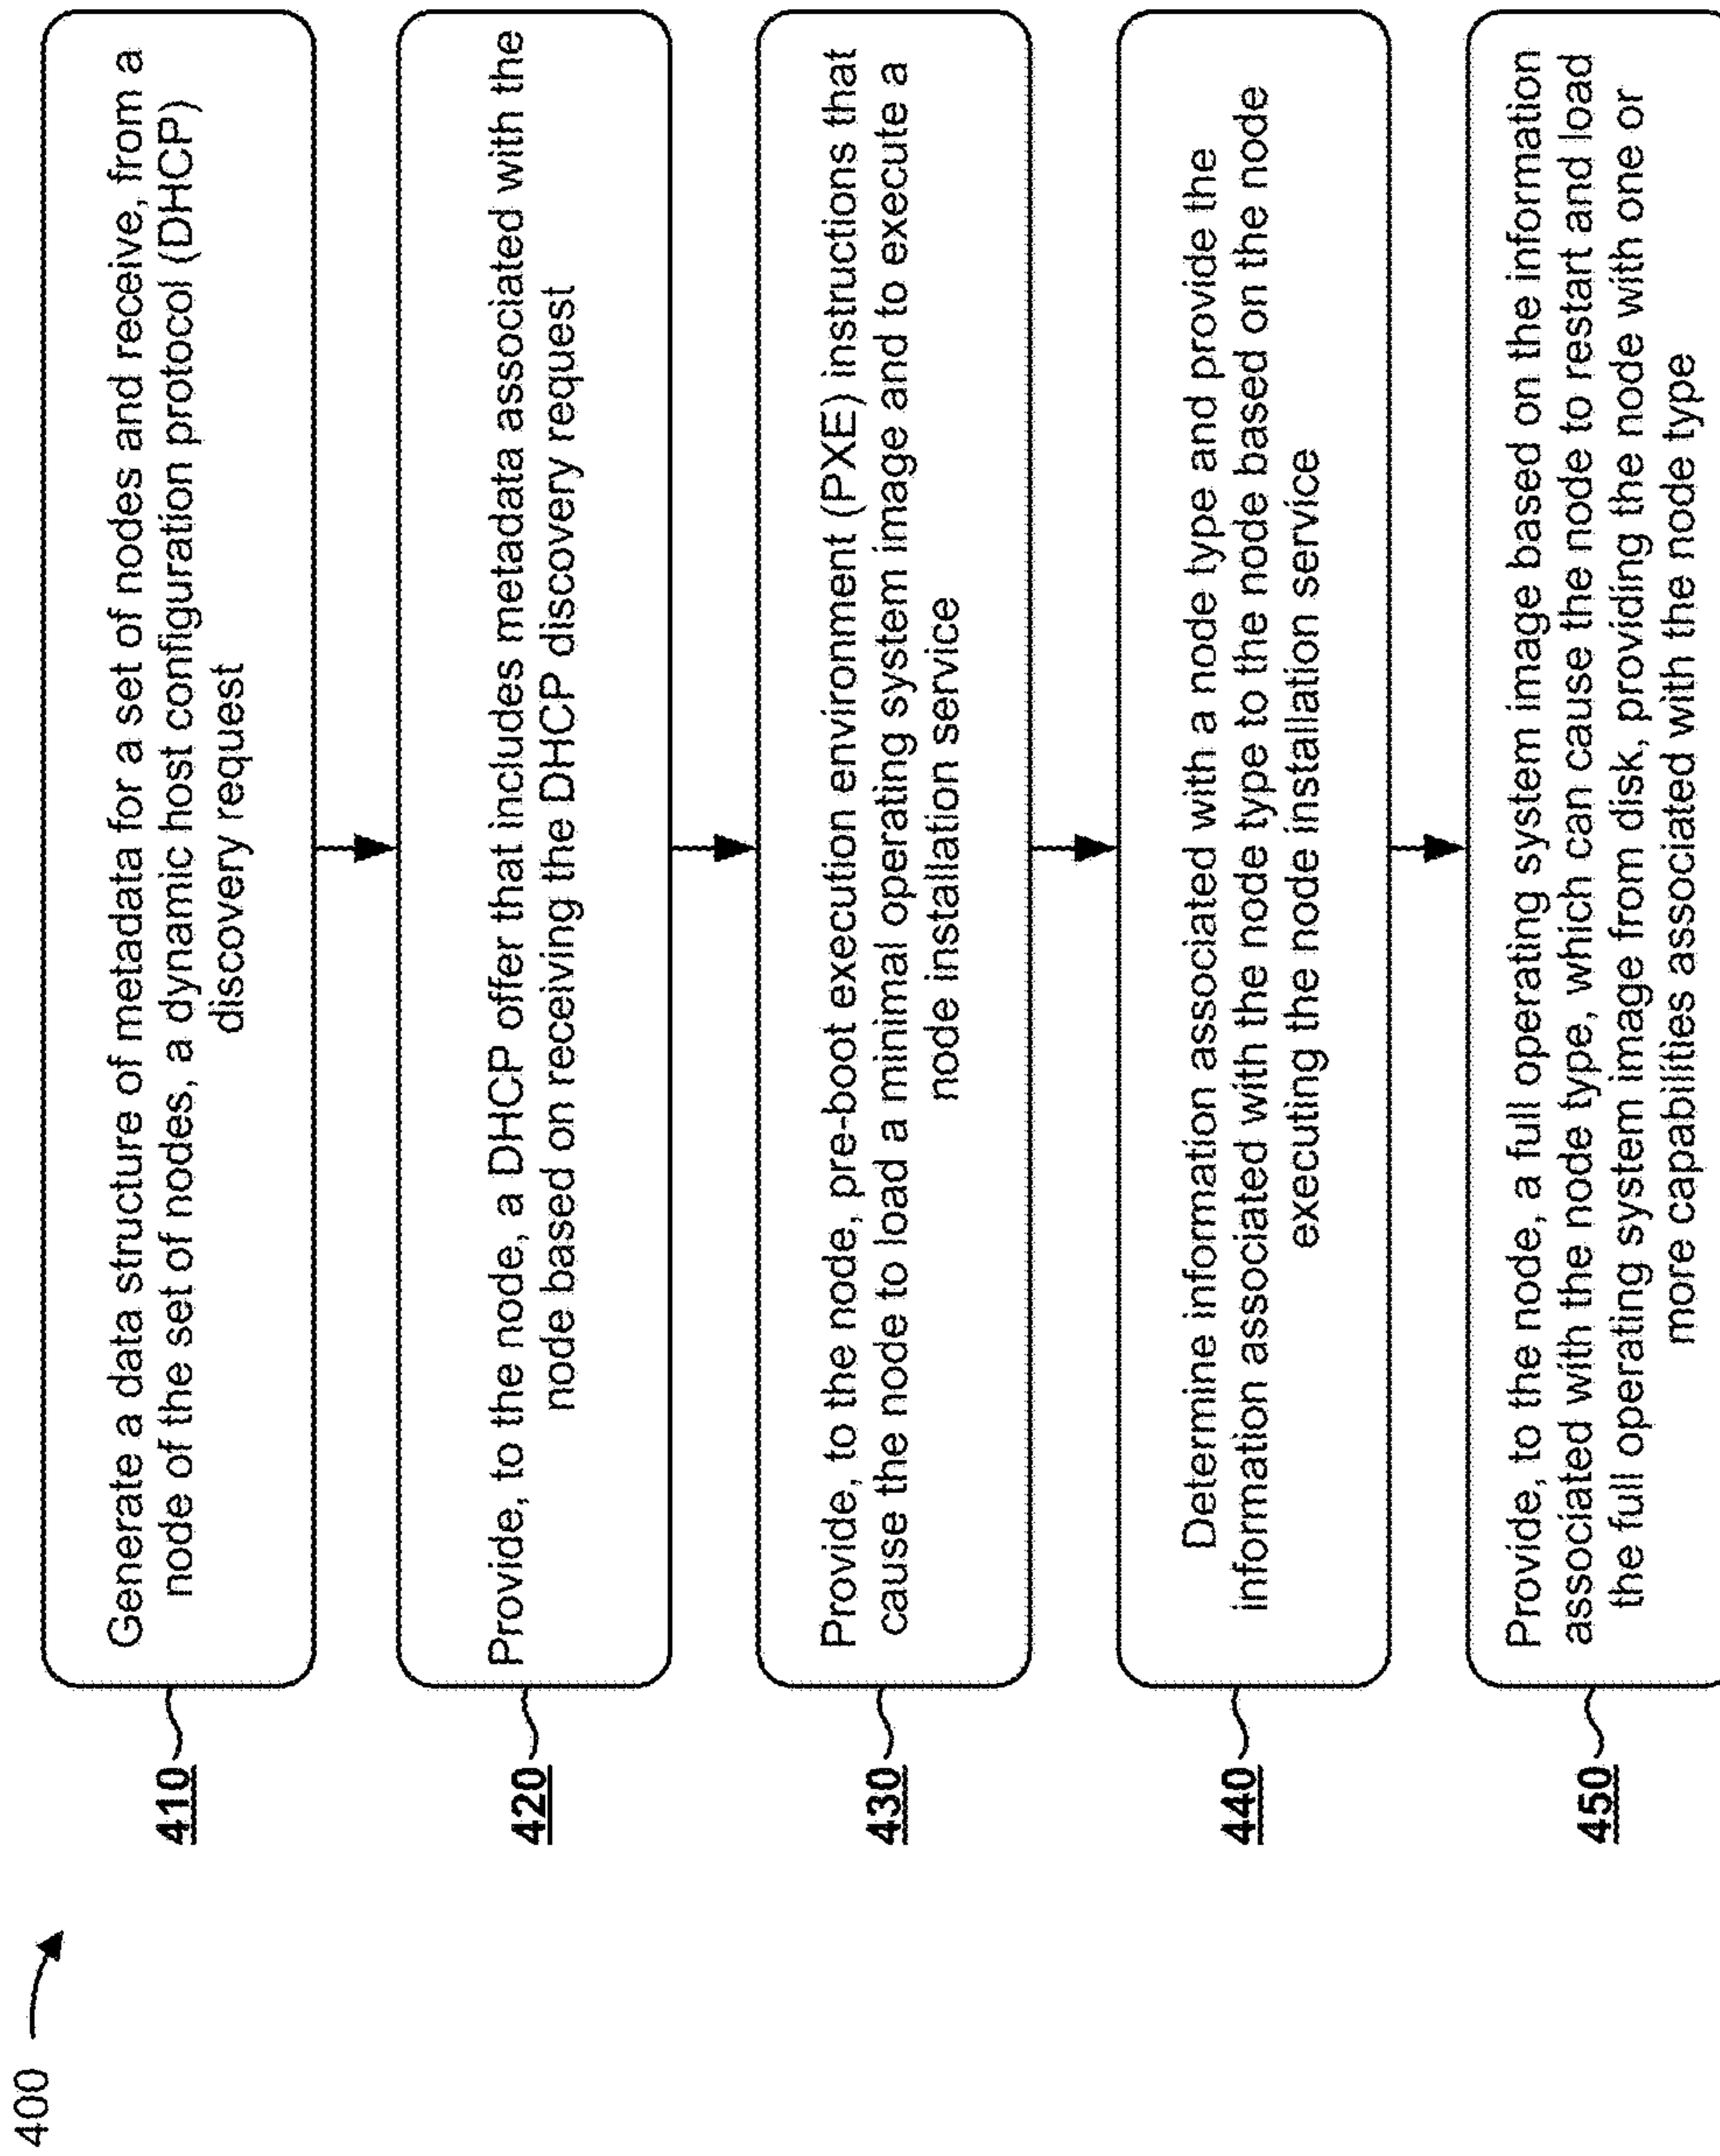 400
410
Generate a data structure of metadata for a set of nodes and receive, from a
node of the set of nodes, a dynamic host configuration protocol (DHCP)
discovery request
420
Provide, to the node, a DHCP offer that includes metadata associated with the
node based on receiving the DHCP discovery request
430
Provide, to the node, pre-boot execution environment (PXE) instructions that
cause the node to load a minimal operating system image and to execute a
node installation service
440
Determine information associated with a node type and provide the
information associated with the node type to the node based on the node
executing the node installation service
450
Provide, to the node, a full operating system image based on the information
associated with the node type, which can cause the node to restart and load
the full operating system image from disk, providing the node with one or
more capabilities associated with the node type